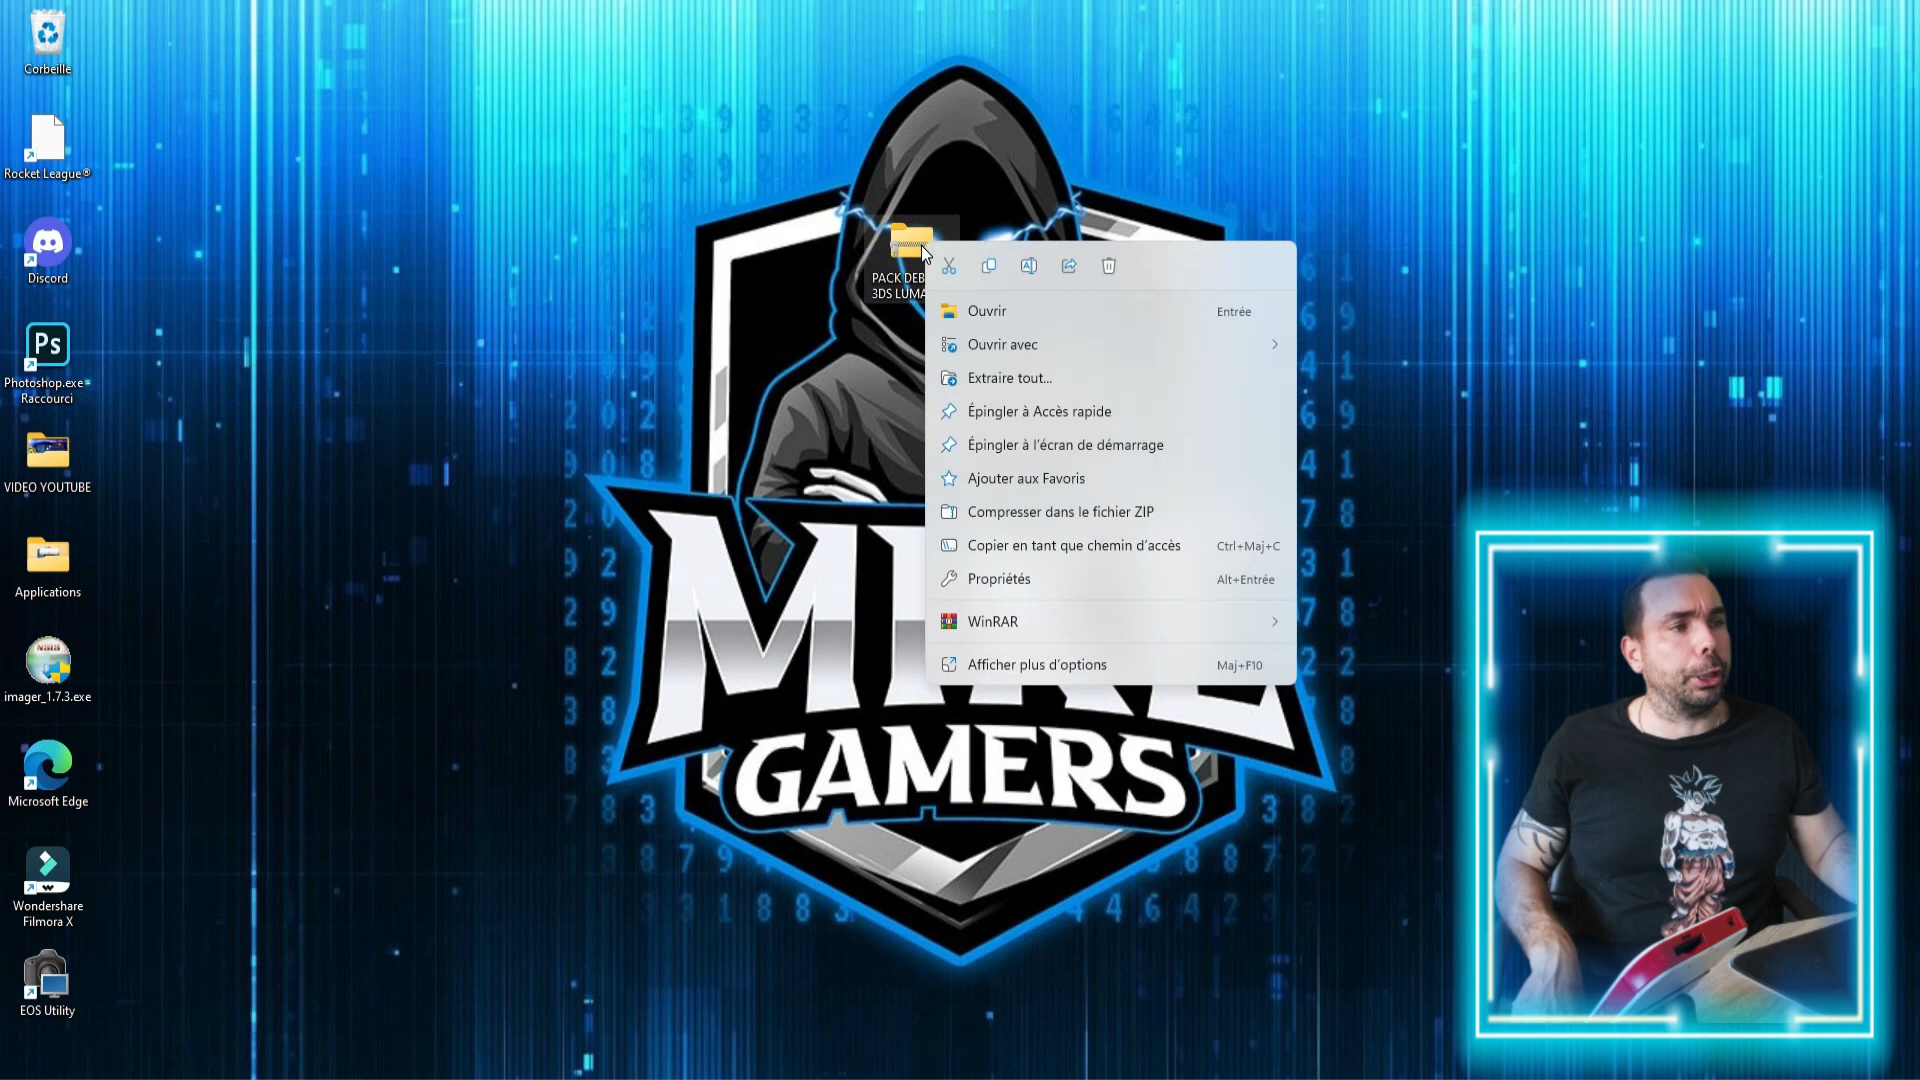 Corbeille
Rocket League®
Discord
Ps
Photoshop.exe -
Raccourci
VIDEO YOUTUBE
Applications
imager_1.7.3.exe
Microsoft Edge
Wondershare
Filmora X
EOS Utility
PACK DEB
3DS LUMA
Ouvrir Entrée
Ouvrir avec
Extraire tout...
Épingler à Accès rapide
Épingler à l'écran de démarrage
Ajouter aux Favoris
Compresser dans le fichier ZIP
Copier en tant que chemin d'accès Ctrl+Maj+C
Propriétés Alt+Entrée
WinRAR
Afficher plus d'options Maj+F10
GAMERS